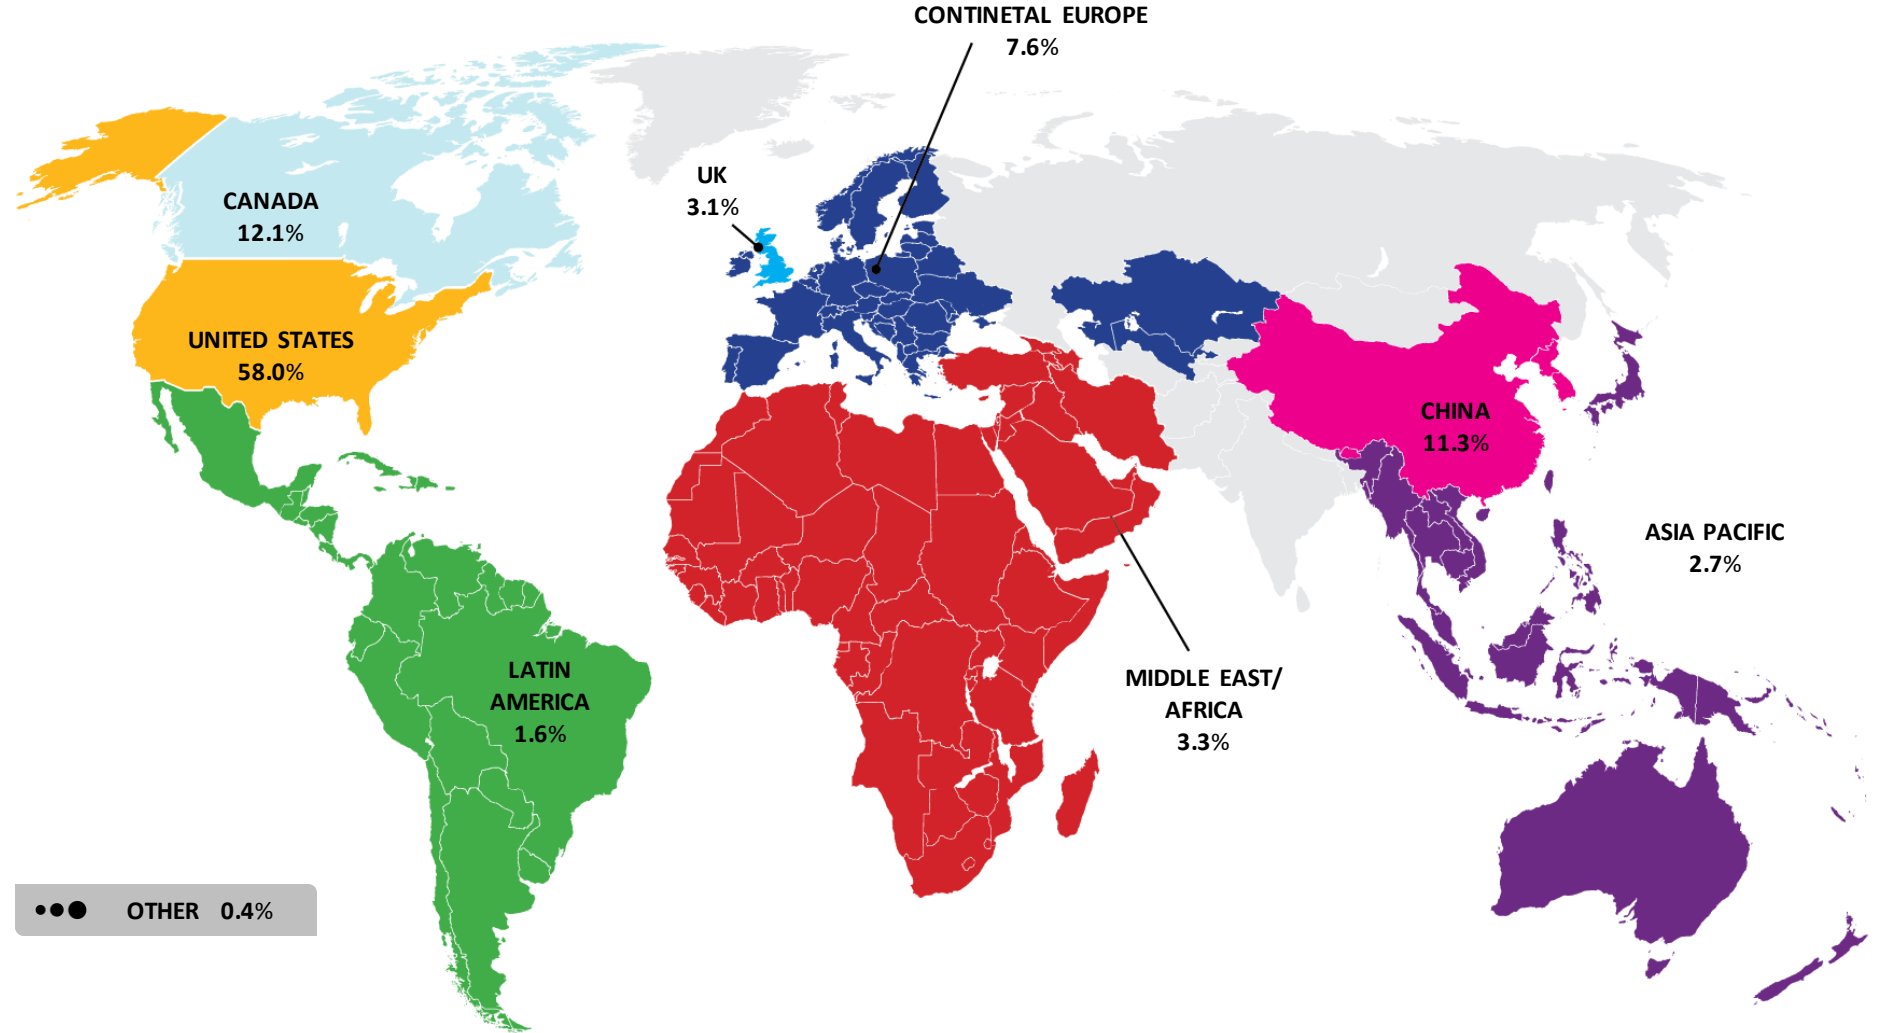 CONTINETAL EUROPE
7.6%
UK
3.1%
CANADA
12.1%
UNITED STATES
58.0%
CHINA
11.3%
ASIA PACIFIC
2.7%
LATIN
AMERICA
1.6%
MIDDLE EAST/
AFRICA
3.3%
OTHER 0.4%